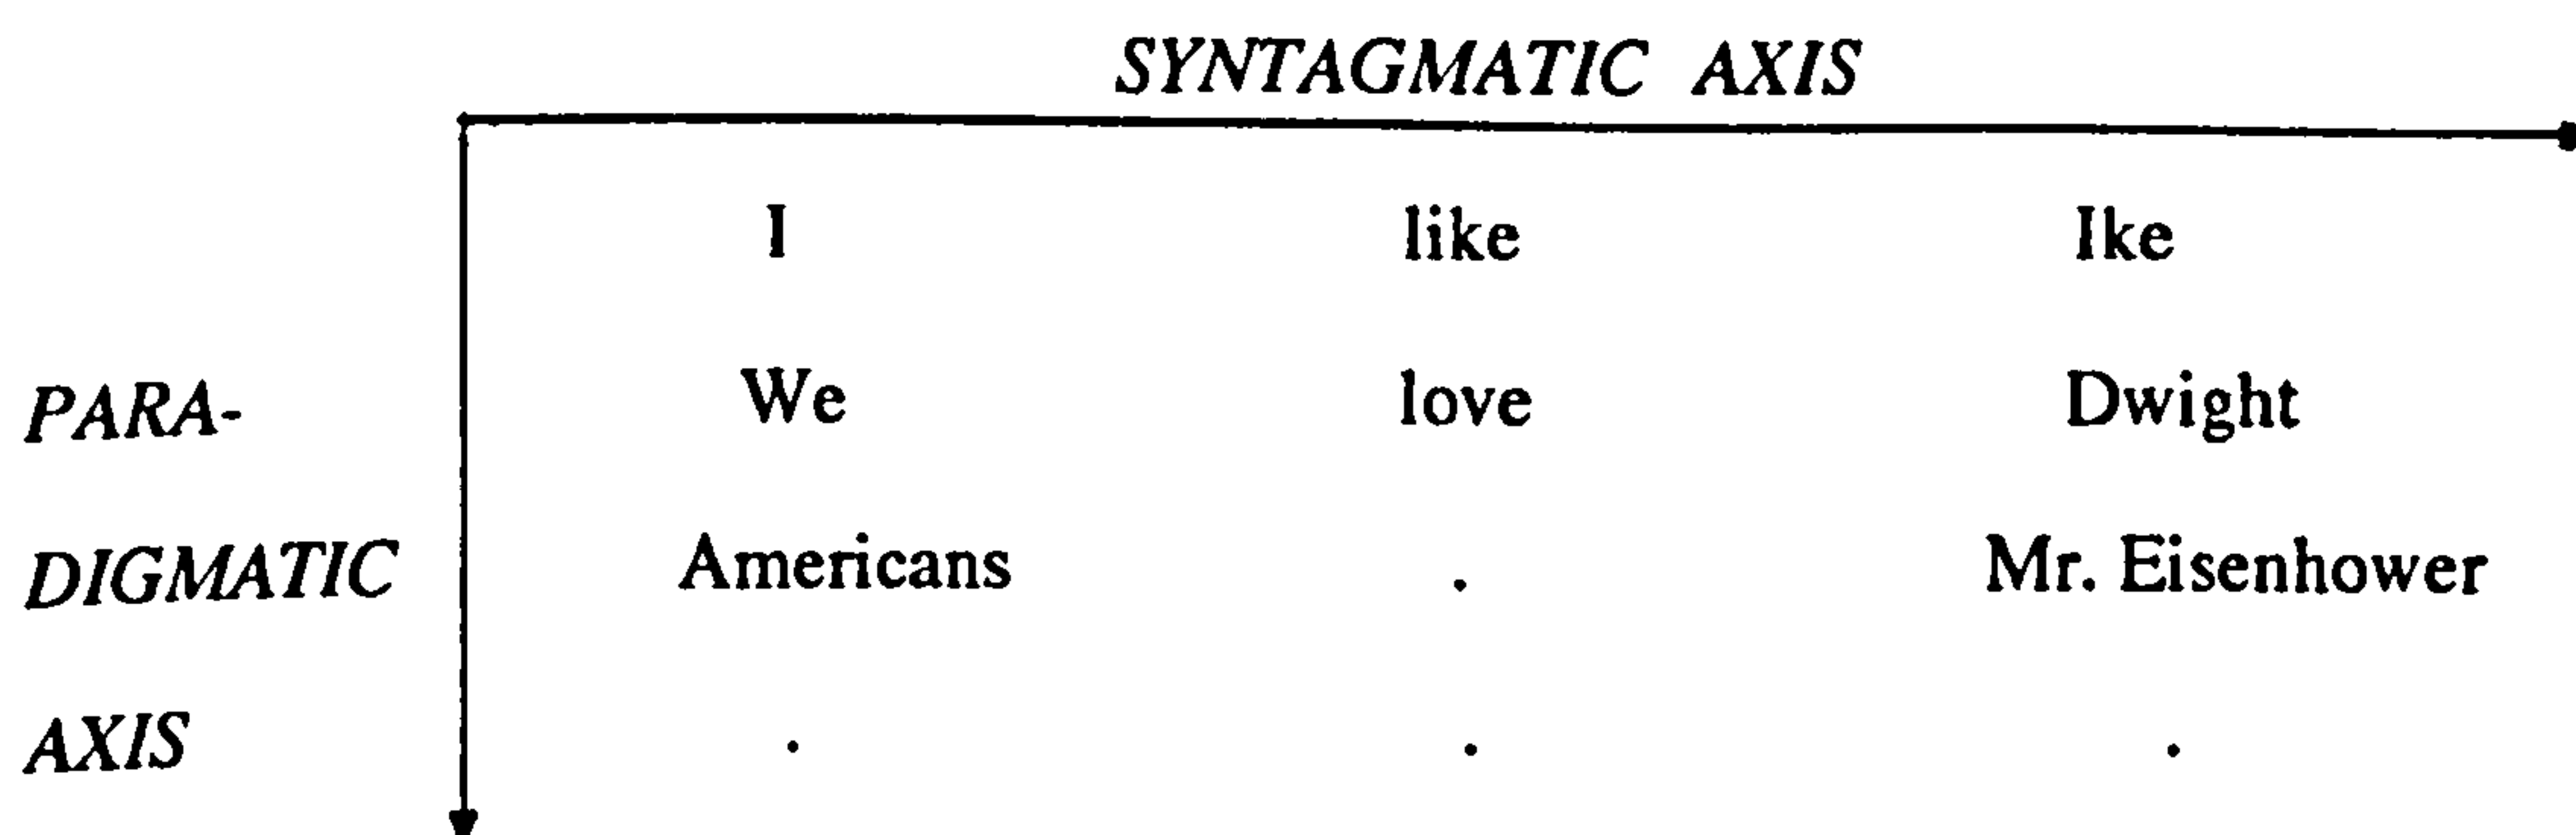 SYNTAGMATIC AXIS
I like Ike
PARA- We love Dwight
DIGMATIC Americans . Mr. Eisenhower
AXIS . . .